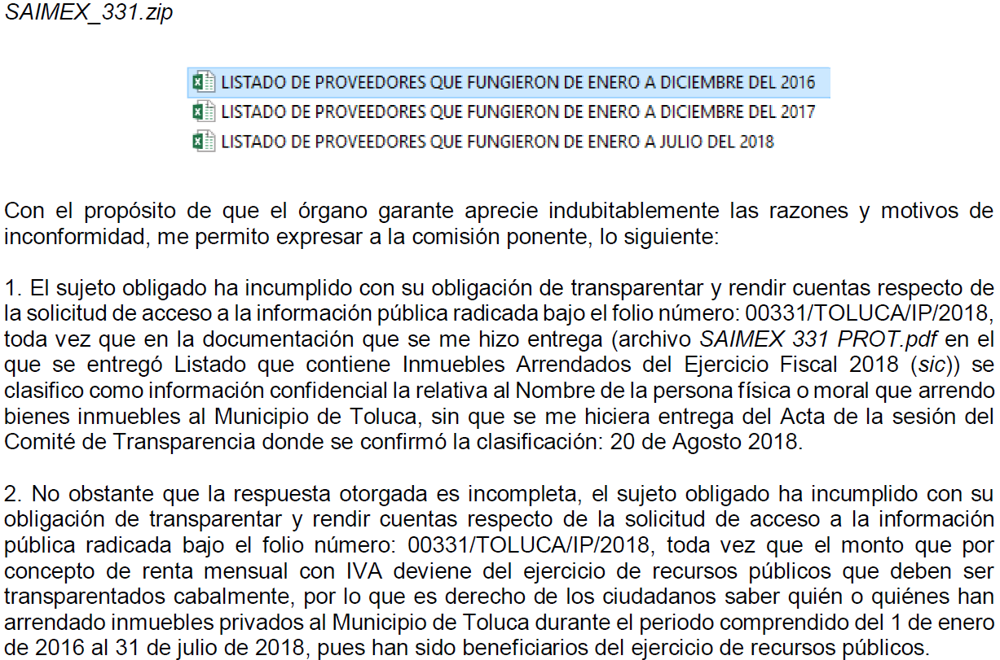 SAIMEX_331.zip
LISTADO DE PROVEEDORES QUE FUNGIERON DE ENERO A DICIEMBRE DEL 2016
LISTADO DE PROVEEDORES QUE FUNGIERON DE ENERO A DICIEMBRE DEL 2017
LISTADO DE PROVEEDORES QUE FUNGIERON DE ENERO A JULIO DEL 2018
Con el propósito de que el órgano garante aprecie indubitablemente las razones y motivos de
inconformidad, me permito expresar a la comisión ponente, lo siguiente:
1. El sujeto obligado ha incumplido con su obligación de transparentar y rendir cuentas respecto de
la solicitud de acceso a la información pública radicada bajo el folio número: 00331/TOLUCA/IP/2018,
toda vez que en la documentación que se me hizo entrega (archivo SAIMEX 331 PROT.pdf en el
que se entregó Listado que contiene Inmuebles Arrendados del Ejercicio Fiscal 2018 (sic)) se
clasifico como información confidencial la relativa al Nombre de la persona física o moral que arrendo
bienes inmuebles al Municipio de Toluca, sin que se me hiciera entrega del Acta de la sesión del
Comité de Transparencia donde se confirmó la clasificación: 20 de Agosto 2018.
2. No obstante que la respuesta otorgada es incompleta, el sujeto obligado ha incumplido con su
obligación de transparentar y rendir cuentas respecto de la solicitud de acceso a la información
pública radicada bajo el folio número: 00331/TOLUCA/IP/2018, toda vez que el monto que por
concepto de renta mensual con IVA deviene del ejercicio de recursos públicos que deben ser
transparentados cabalmente, por lo que es derecho de los ciudadanos saber quién o quiénes han
arrendado inmuebles privados al Municipio de Toluca durante el periodo comprendido del 1 de enero
de 2016 al 31 de julio de 2018, pues han sido beneficiarios del ejercicio de recursos públicos.